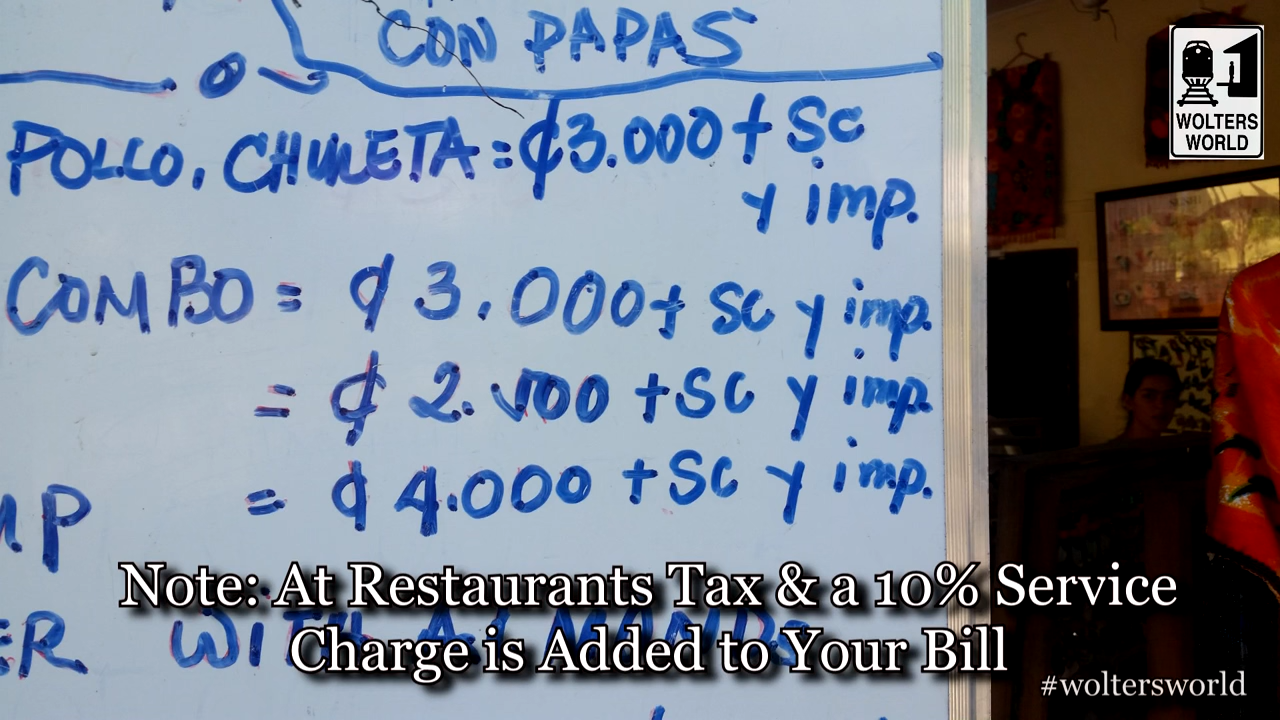 CON PAPAS
POLLO, CHULETA = ₡3.000 + Sc
y imp.
COMBO = ₡ 3.000 + SC y imp.
= ₡ 2.500 + SC y imp.
= ₡ 4.000 + SC y imp.
Note: At Restaurants Tax & a 10% Service
ER WITH
Charge is Added to Your Bill
WOLTERS
WORLD
#woltersworld